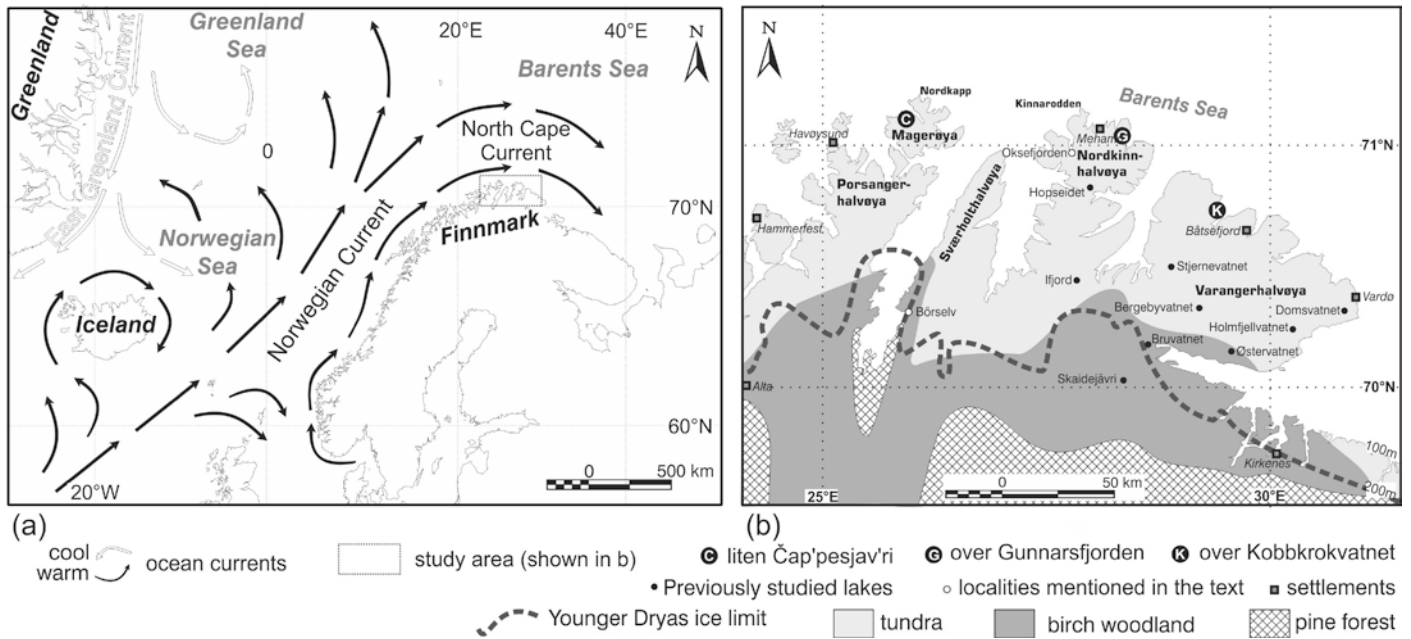 Greenland
Sea
Greenland
East Greenland Current
20°E
40°E
N
Barents Sea
0
North Cape
Current
70°N
Norwegian
Sea
Norwegian Current
Finnmark
Iceland
60°N
20°W
0 500 km
(a)
N
Nordkapp
Kinnarodden
Barents Sea
Havøysund
C
Magerøya
Mehamn
G
71°N
Oksefjorden
Nordkinn-
halvøya
Porsanger-
halvøya
Hopseidet
Sværholthalvøya
K
Hammerfest
Båtsefjord
Stjernevatnet
Ifjord
Varangerhalvøya
Vardø
Bergebyvatnet
Domsvatnet
Börselv
Holmfjellvatnet
Bruvatnet
Østervatnet
Alta
Skaidejävri
70°N
Kirkenes
100m
200m
25°E
0 50 km
30°E
(b)
cool
warm
ocean currents
study area (shown in b)
C liten Čap'pesjav'ri
G over Gunnarsfjorden
K over Kobbkrokvatnet
Previously studied lakes
localities mentioned in the text
settlements
Younger Dryas ice limit
tundra
birch woodland
pine forest